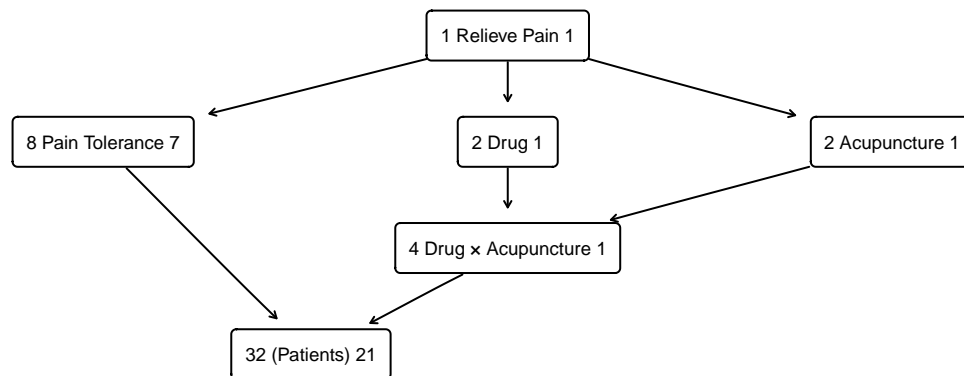 1 Relieve Pain 1
8 Pain Tolerance 7
2 Drug 1
2 Acupuncture 1
4 Drug × Acupuncture 1
32 (Patients) 21